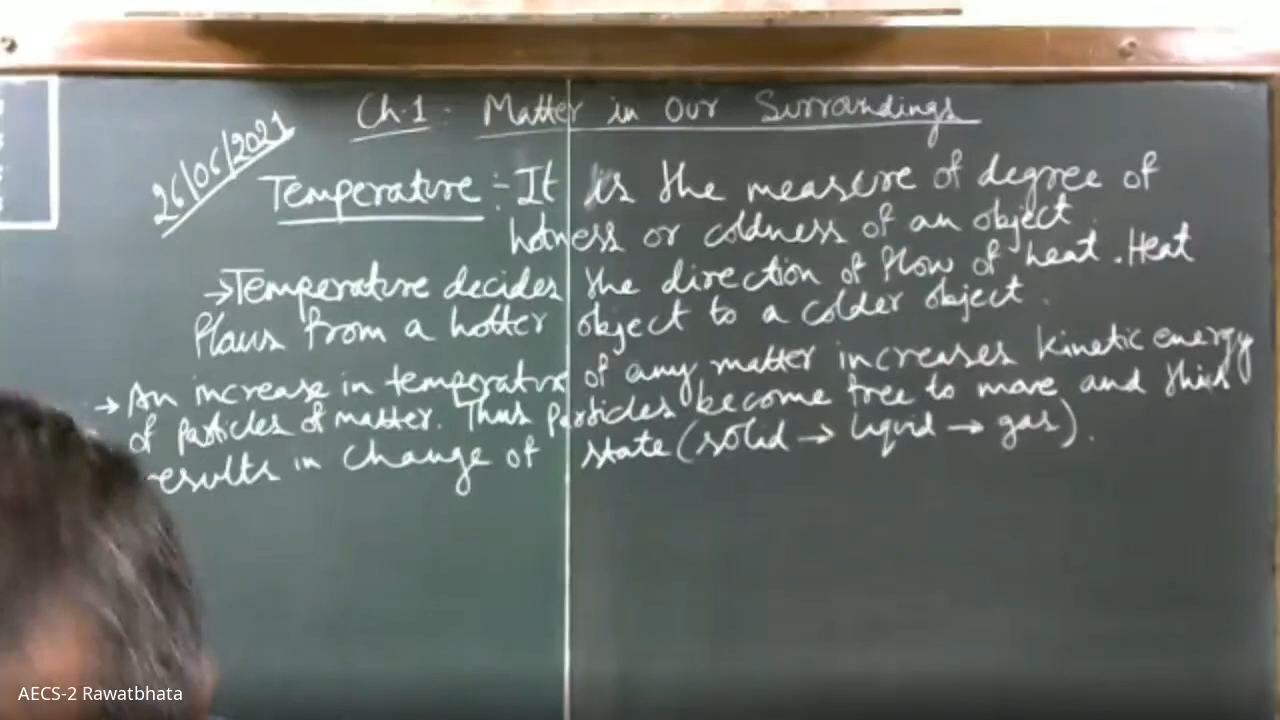 Ch.1 : Matter in Our Surroundings
26/06/2021
Temperature :- It is the measure of degree of
hotness or coldness of an object
→Temperature decides the direction of flow of heat. Heat
flows from a hotter object to a colder object.
→ An increase in temperature of any matter increases kinetic energy
of particles of matter. Thus particles become free to move and this
results in change of state (solid → liquid → gas).
AECS-2 Rawatbhata